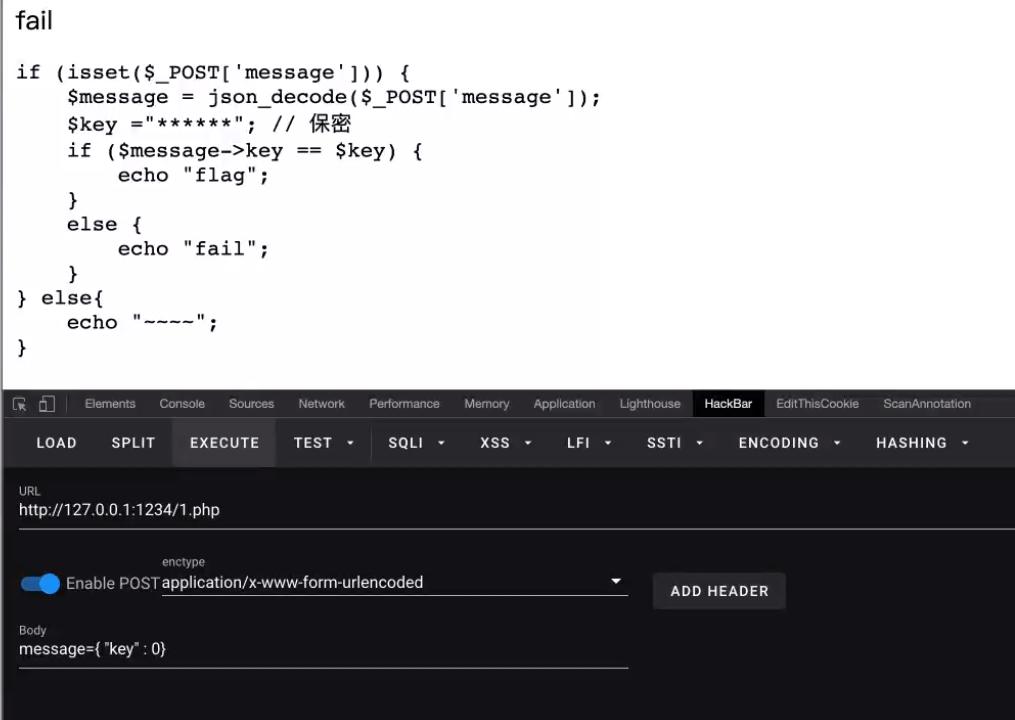 fail
if (isset($_POST['message'])) {
$message = json_decode($_POST['message']);
$key ="******"; // 保密
if ($message->key == $key) {
echo "flag";
}
else {
echo "fail";
}
} else{
echo "~~~~";
}
Elements Console Sources Network Performance Memory Application Lighthouse HackBar EditThisCookie ScanAnnotation
LOAD SPLIT EXECUTE TEST SQLI XSS LFI SSTI ENCODING HASHING
URL
http://127.0.0.1:1234/1.php
enctype
Enable POST application/x-www-form-urlencoded ADD HEADER
Body
message={ "key" : 0}